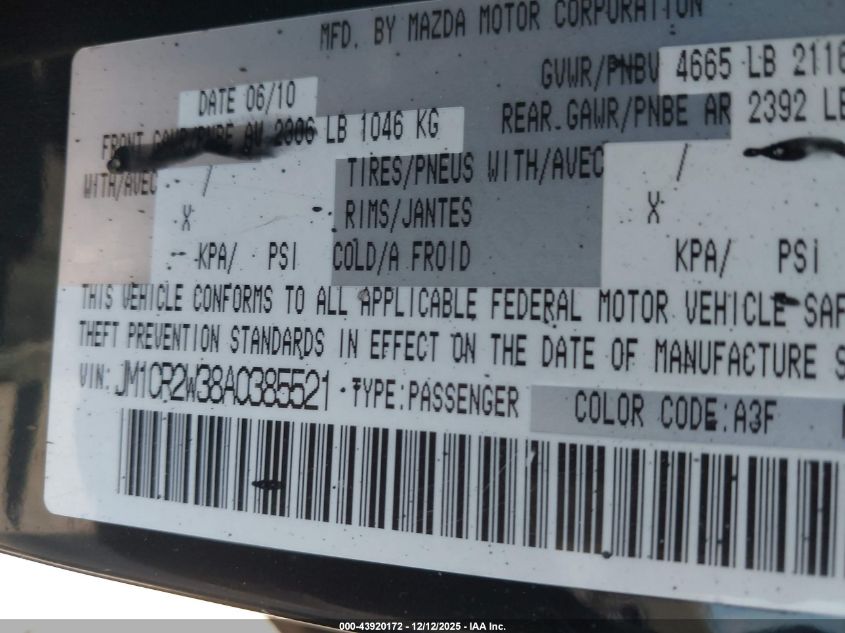 MFD. BY MAZDA MOTOR CORPORATION
DATE 06/10
GVWR/PNBV 4665 LB 2116
FRONT GAWR/PNBE AV 2306 LB 1046 KG
REAR GAWR/PNBE AR 2392 LB
WITH/AVEC / TIRES/PNEUS WITH/AVEC /
X RIMS/JANTES X
KPA/ PSI COLD/A FROID KPA/ PSI
THIS VEHICLE CONFORMS TO ALL APPLICABLE FEDERAL MOTOR VEHICLE SAF
THEFT PREVENTION STANDARDS IN EFFECT ON THE DATE OF MANUFACTURE S
VIN: JM1CR2W38A0385521 TYPE:PASSENGER COLOR CODE:A3F
000-43920172 - 12/12/2025 - IAA Inc.